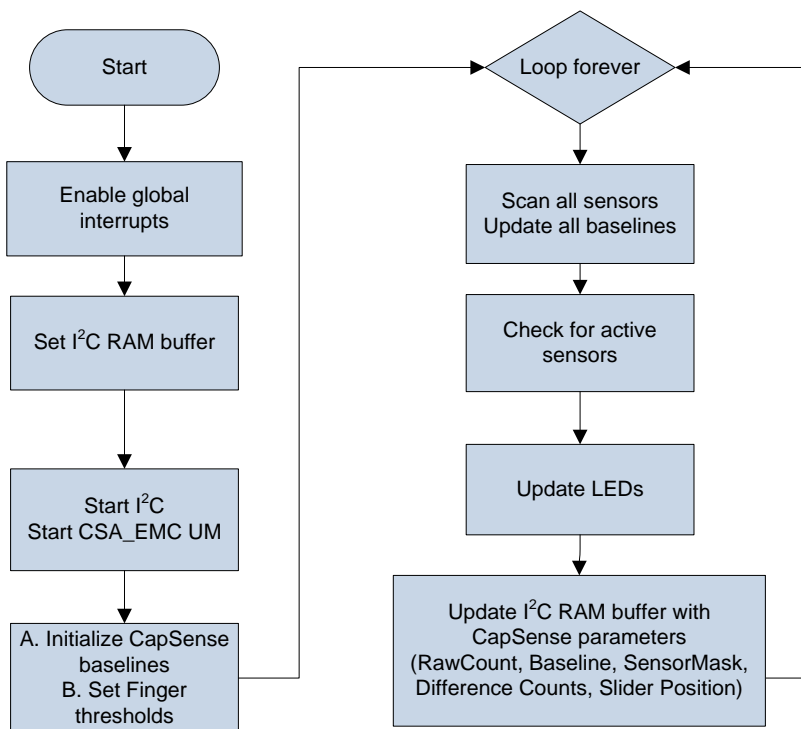 Start
Enable global
interrupts
Set I²C RAM buffer
Start I²C
Start CSA_EMC UM
A. Initialize CapSense
baselines
B. Set Finger
thresholds
Loop forever
Scan all sensors
Update all baselines
Check for active
sensors
Update LEDs
Update I²C RAM buffer with
CapSense parameters
(RawCount, Baseline, SensorMask,
Difference Counts, Slider Position)